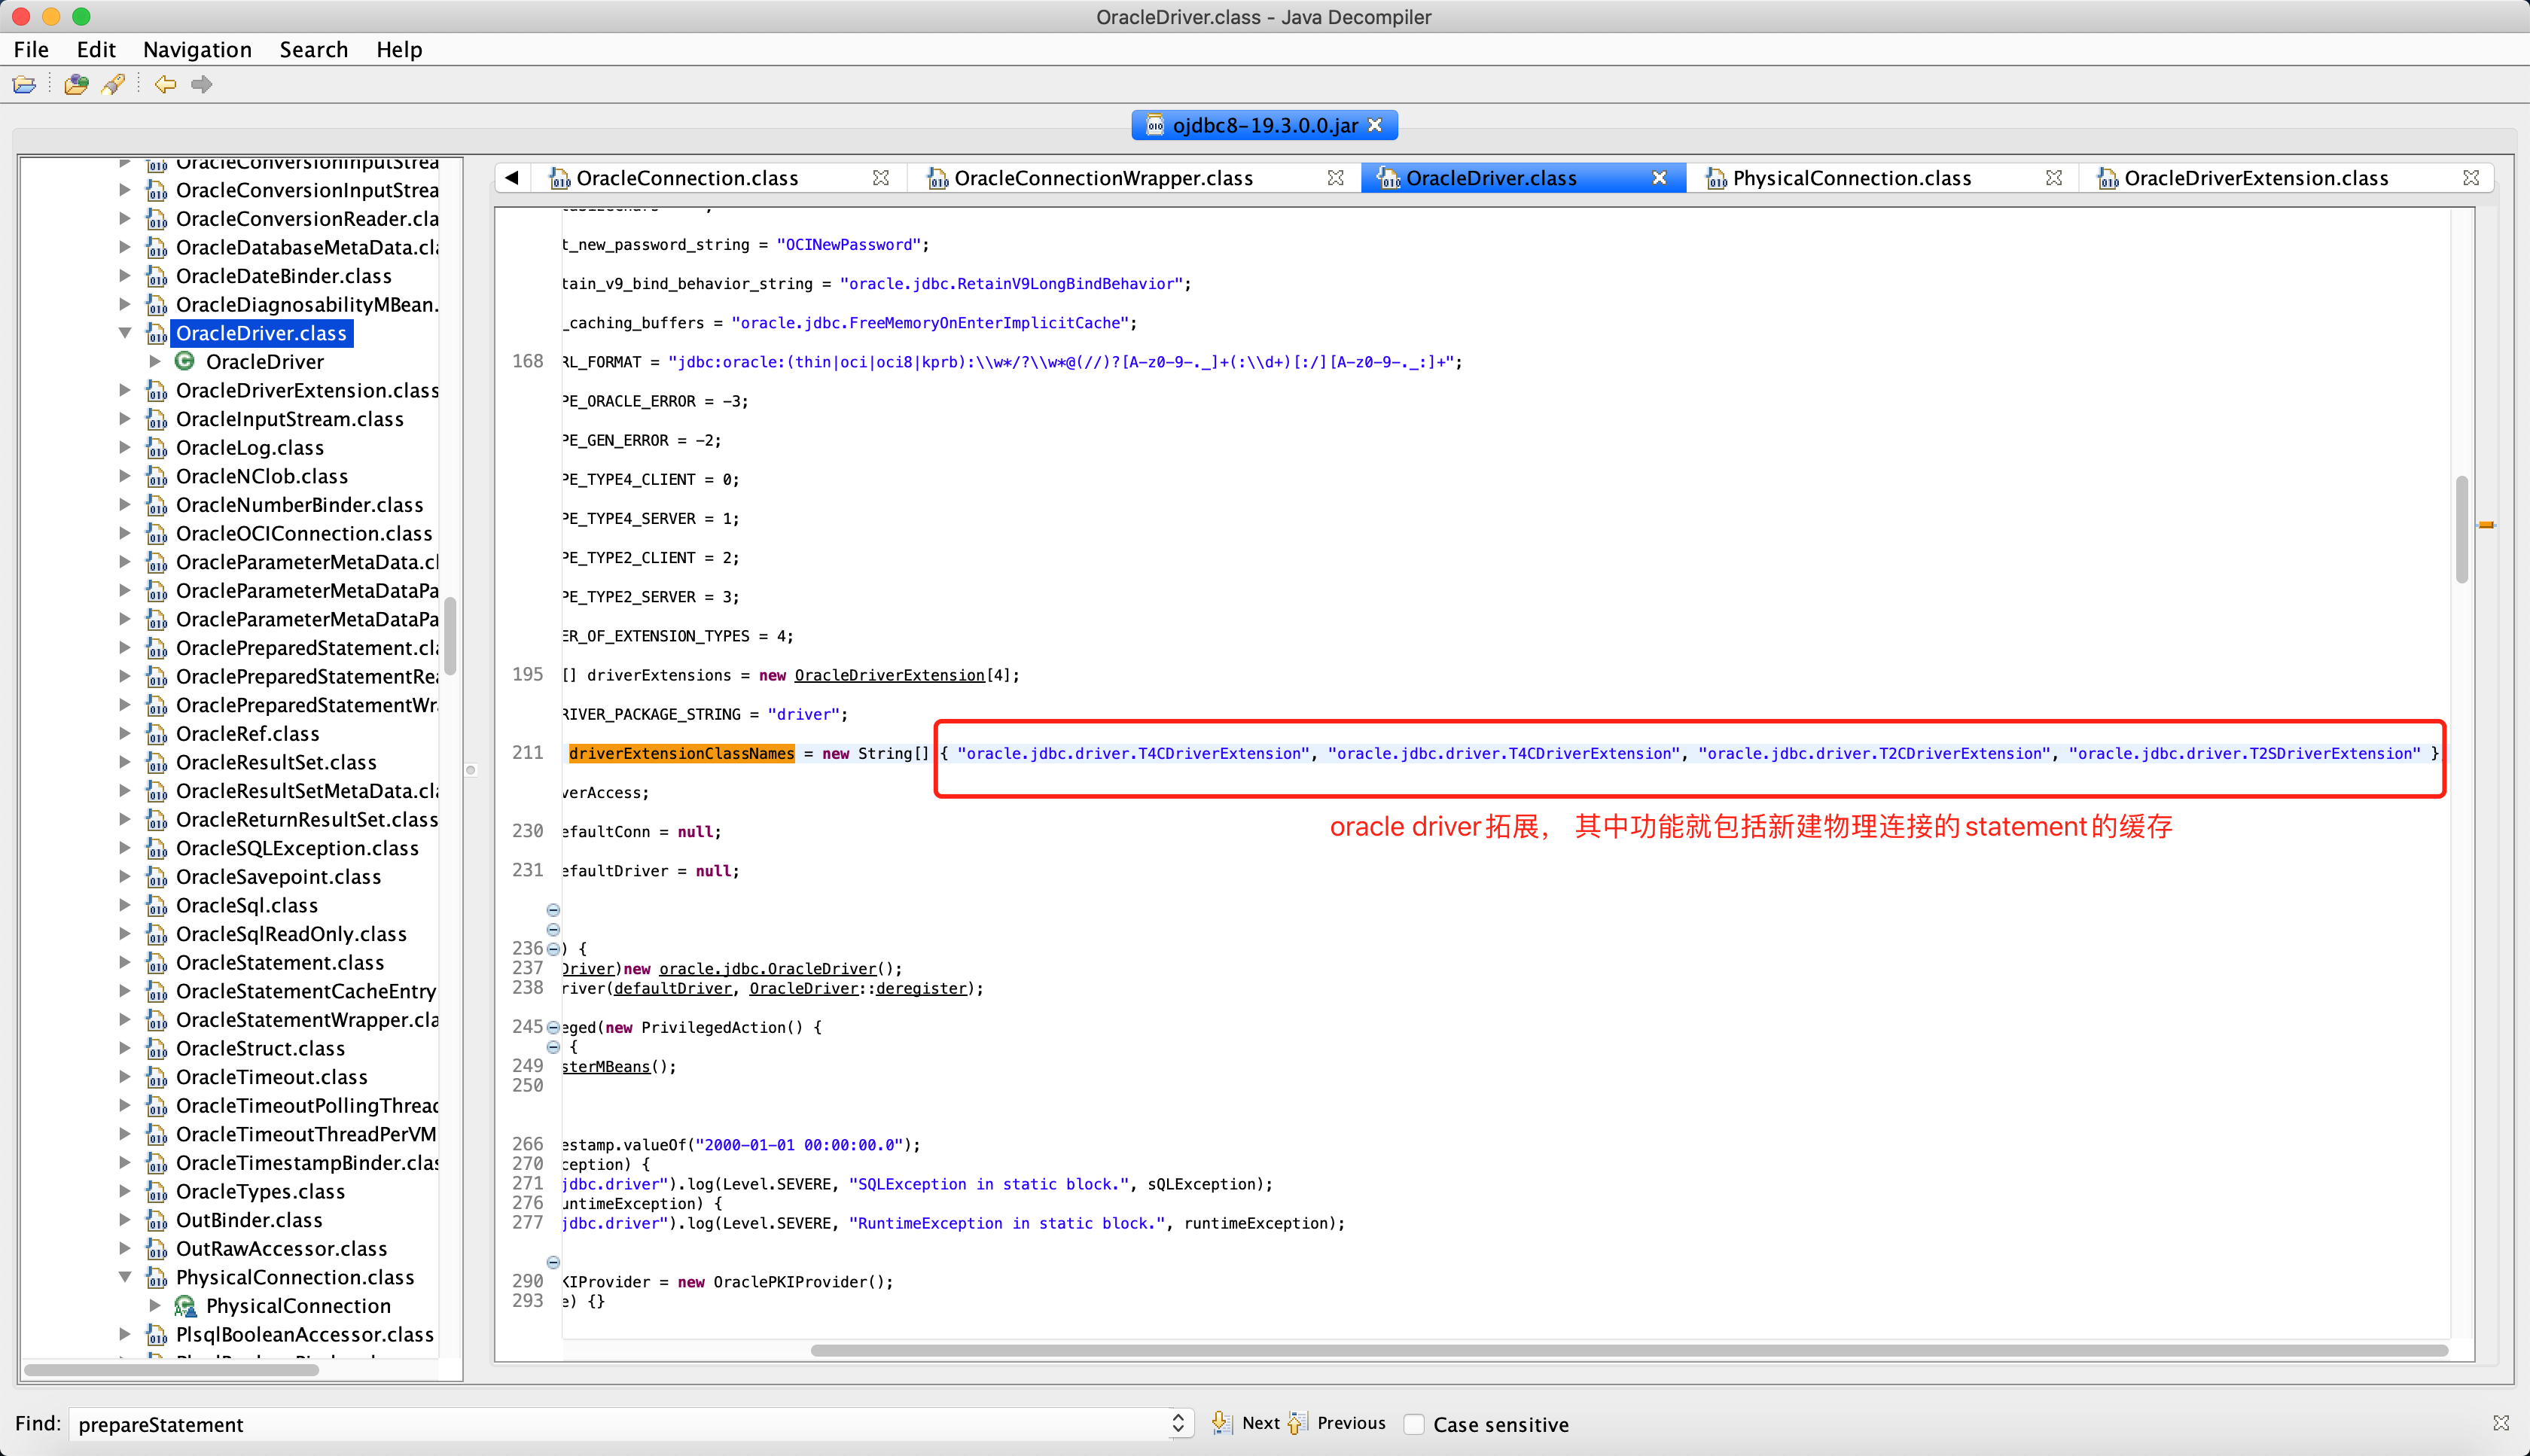 OracleDriver.class - Java Decompiler
File Edit Navigation Search Help
ojdbc8-19.3.0.0.jar
OracleConversionInputStrea
OracleConversionInputStrea
OracleConversionReader.cla
OracleDatabaseMetaData.cla
OracleDateBinder.class
OracleDiagnosabilityMBean.
OracleDriver.class
OracleDriver
OracleDriverExtension.class
OracleInputStream.class
OracleLog.class
OracleNClob.class
OracleNumberBinder.class
OracleOCIConnection.class
OracleParameterMetaData.cl
OracleParameterMetaDataPa
OracleParameterMetaDataPa
OraclePreparedStatement.cla
OraclePreparedStatementRea
OraclePreparedStatementWr
OracleRef.class
OracleResultSet.class
OracleResultSetMetaData.cla
OracleReturnResultSet.class
OracleSQLException.class
OracleSavepoint.class
OracleSql.class
OracleSqlReadOnly.class
OracleStatement.class
OracleStatementCacheEntry
OracleStatementWrapper.cla
OracleStruct.class
OracleTimeout.class
OracleTimeoutPollingThread
OracleTimeoutThreadPerVM
OracleTimestampBinder.clas
OracleTypes.class
OutBinder.class
OutRawAccessor.class
PhysicalConnection.class
PhysicalConnection
PlsqlBooleanAccessor.class
OracleConnection.class OracleConnectionWrapper.class OracleDriver.class PhysicalConnection.class OracleDriverExtension.class
t_new_password_string = "OCINewPassword";
tain_v9_bind_behavior_string = "oracle.jdbc.RetainV9LongBindBehavior";
_caching_buffers = "oracle.jdbc.FreeMemoryOnEnterImplicitCache";
168 RL_FORMAT = "jdbc:oracle:(thin|oci|oci8|kprb):\\w*/?\\w*@(//)?[A-z0-9-._]+(:\\d+)[:/][A-z0-9-._:]+";
PE_ORACLE_ERROR = -3;
PE_GEN_ERROR = -2;
PE_TYPE4_CLIENT = 0;
PE_TYPE4_SERVER = 1;
PE_TYPE2_CLIENT = 2;
PE_TYPE2_SERVER = 3;
ER_OF_EXTENSION_TYPES = 4;
195 [] driverExtensions = new OracleDriverExtension[4];
RIVER_PACKAGE_STRING = "driver";
211 driverExtensionClassNames = new String[] { "oracle.jdbc.driver.T4CDriverExtension", "oracle.jdbc.driver.T4CDriverExtension", "oracle.jdbc.driver.T2CDriverExtension", "oracle.jdbc.driver.T2SDriverExtension" }
verAccess;
oracle driver拓展， 其中功能就包括新建物理连接的statement的缓存
230 efaultConn = null;
231 efaultDriver = null;
236 ) {
237 Driver)new oracle.jdbc.OracleDriver();
238 river(defaultDriver, OracleDriver::deregister);
245 eged(new PrivilegedAction() {
{
249 sterMBeans();
250
266 estamp.valueOf("2000-01-01 00:00:00.0");
270 ception) {
271 jdbc.driver").log(Level.SEVERE, "SQLException in static block.", sQLException);
276 untimeException) {
277 jdbc.driver").log(Level.SEVERE, "RuntimeException in static block.", runtimeException);
290 KIProvider = new OraclePKIProvider();
293 e) {}
Find: prepareStatement Next Previous Case sensitive